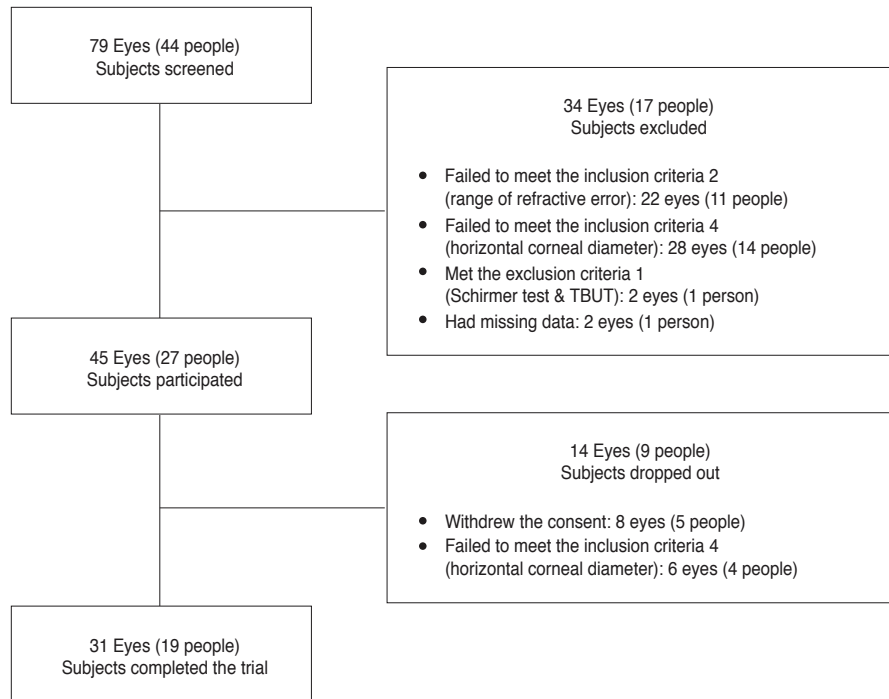 79 Eyes (44 people)
Subjects screened
34 Eyes (17 people)
Subjects excluded
• Failed to meet the inclusion criteria 2
(range of refractive error): 22 eyes (11 people)
• Failed to meet the inclusion criteria 4
(horizontal corneal diameter): 28 eyes (14 people)
• Met the exclusion criteria 1
(Schirmer test & TBUT): 2 eyes (1 person)
• Had missing data: 2 eyes (1 person)
45 Eyes (27 people)
Subjects participated
14 Eyes (9 people)
Subjects dropped out
• Withdrew the consent: 8 eyes (5 people)
• Failed to meet the inclusion criteria 4
(horizontal corneal diameter): 6 eyes (4 people)
31 Eyes (19 people)
Subjects completed the trial